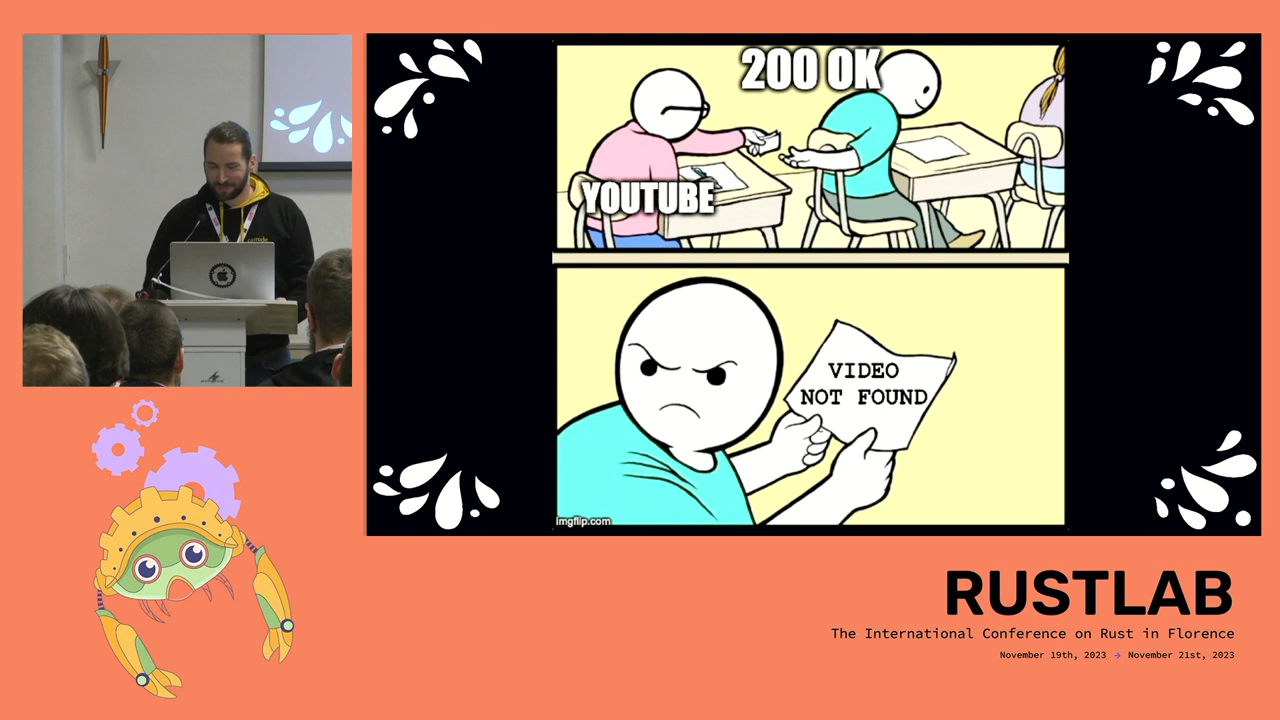 200 OK
YOUTUBE
VIDEO
NOT FOUND
imgflip.com
RUSTLAB
The International Conference on Rust in Florence
November 19th, 2023 → November 21st, 2023